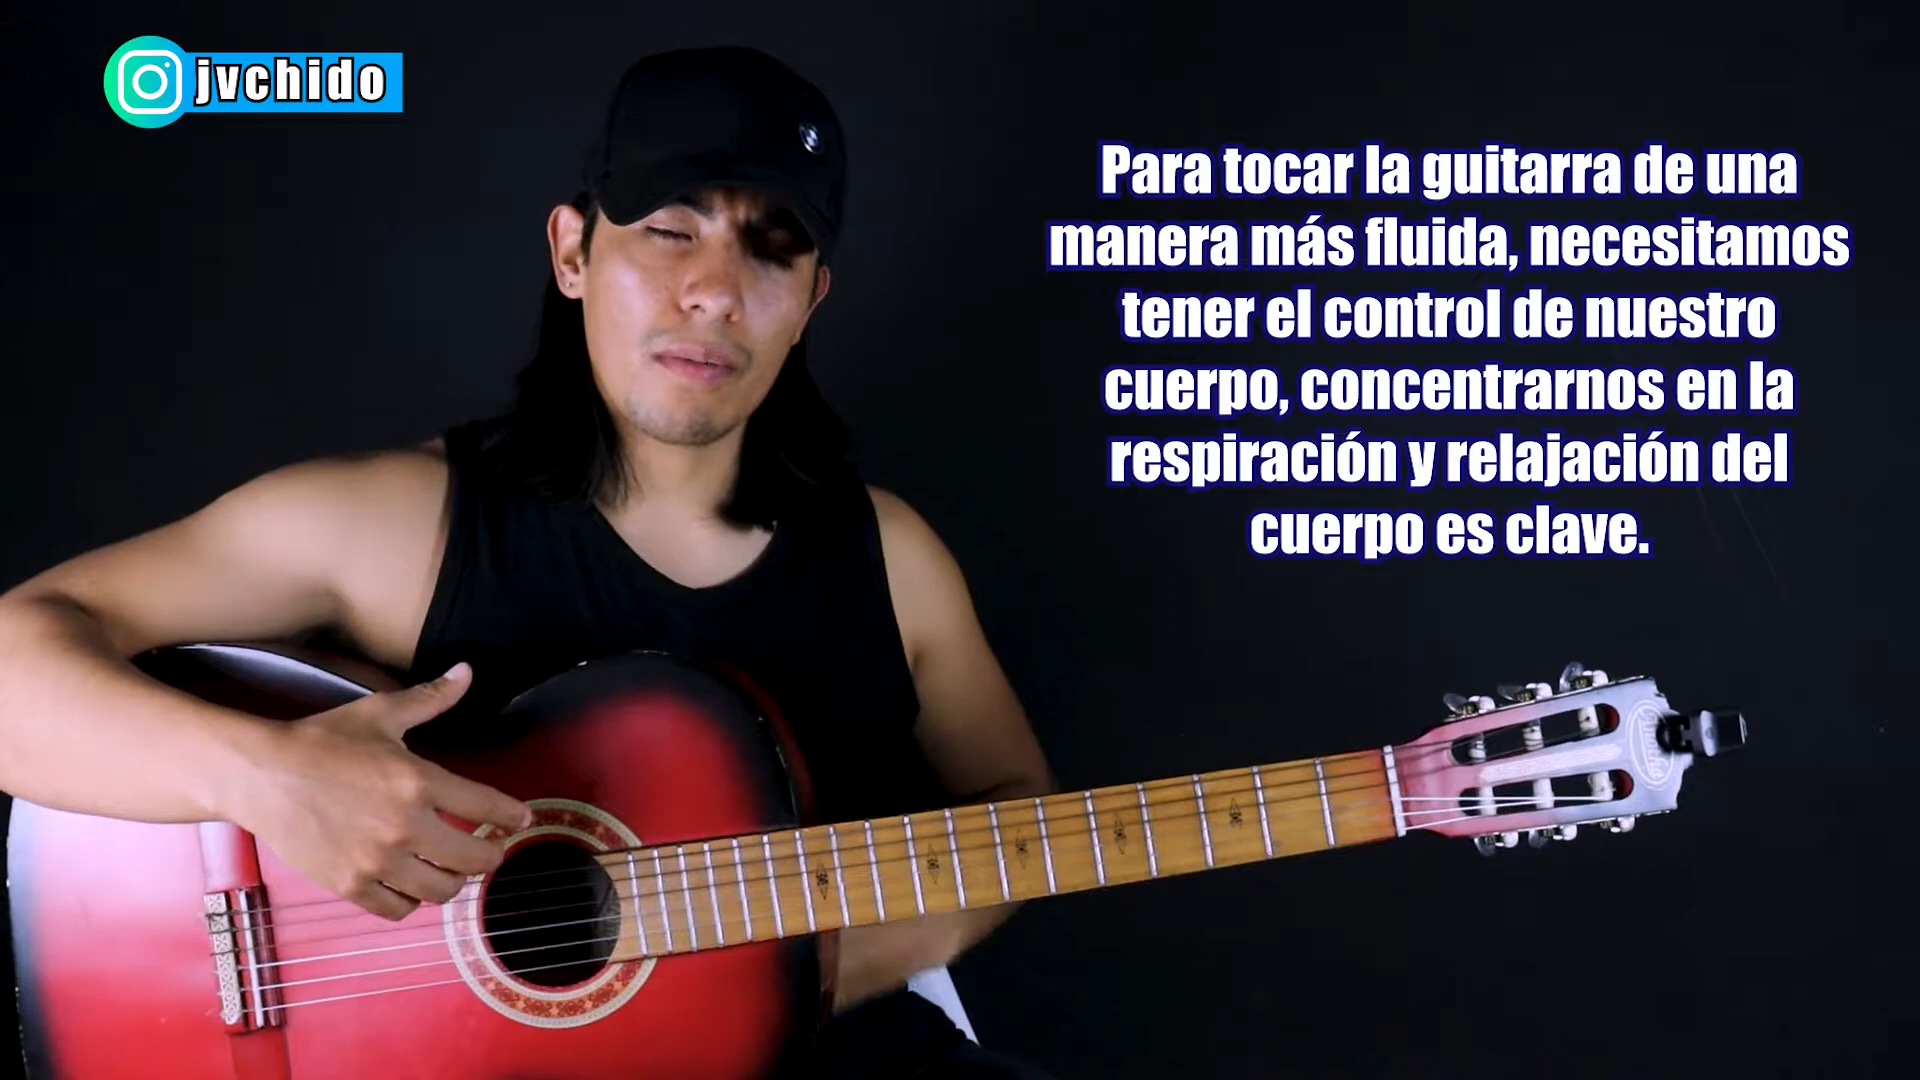 jvchido
Para tocar la guitarra de una
manera más fluida, necesitamos
tener el control de nuestro
cuerpo, concentrarnos en la
respiración y relajación del
cuerpo es clave.